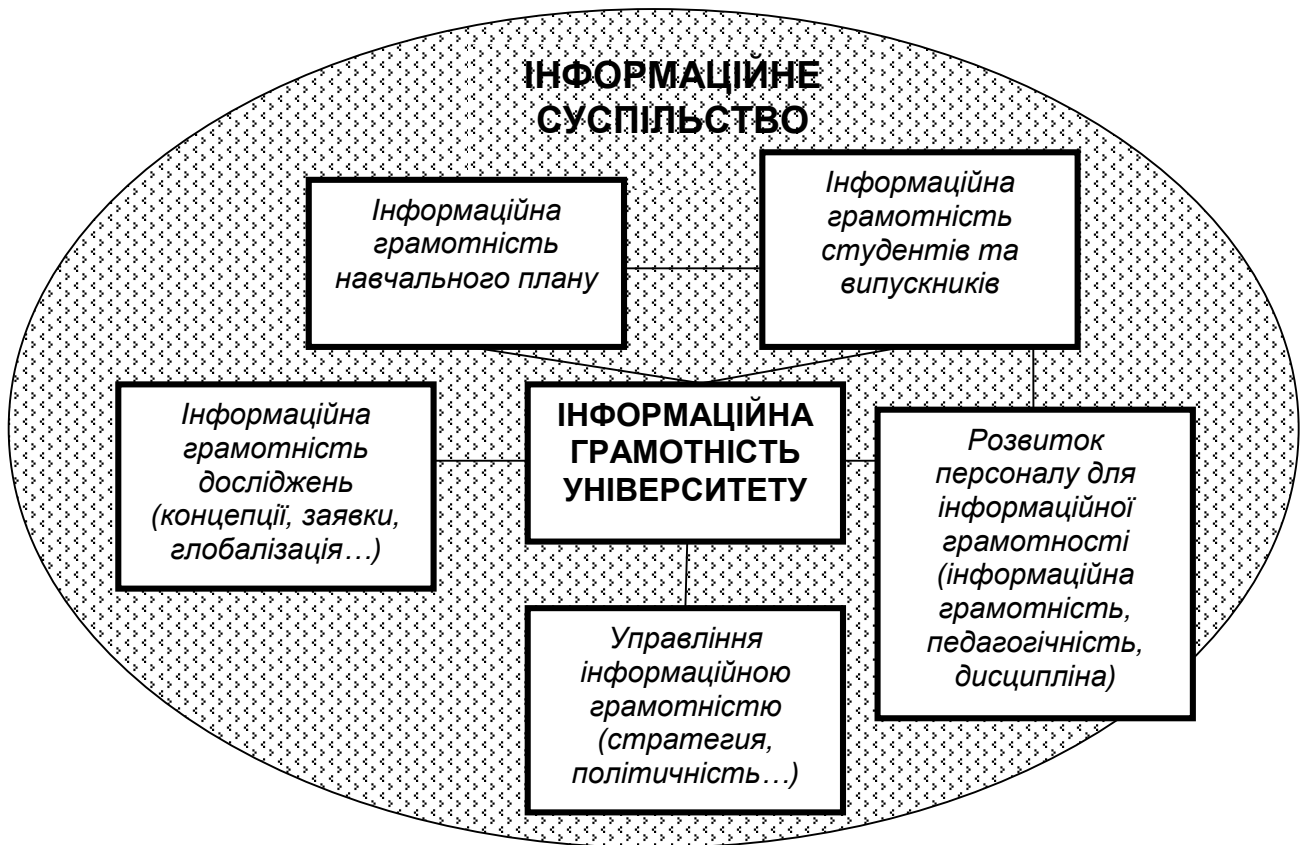 ІНФОРМАЦІЙНЕ
СУСПІЛЬСТВО
Інформаційна
грамотність
навчального плану
Інформаційна
грамотність
студентів та
випускників
Інформаційна
грамотність
досліджень
(концепції, заявки,
глобалізація…)
ІНФОРМАЦІЙНА
ГРАМОТНІСТЬ
УНІВЕРСИТЕТУ
Розвиток
персоналу для
інформаційної
грамотності
(інформаційна
грамотність,
педагогічність,
дисципліна)
Управління
інформаційною
грамотністю
(стратегия,
політичність…)